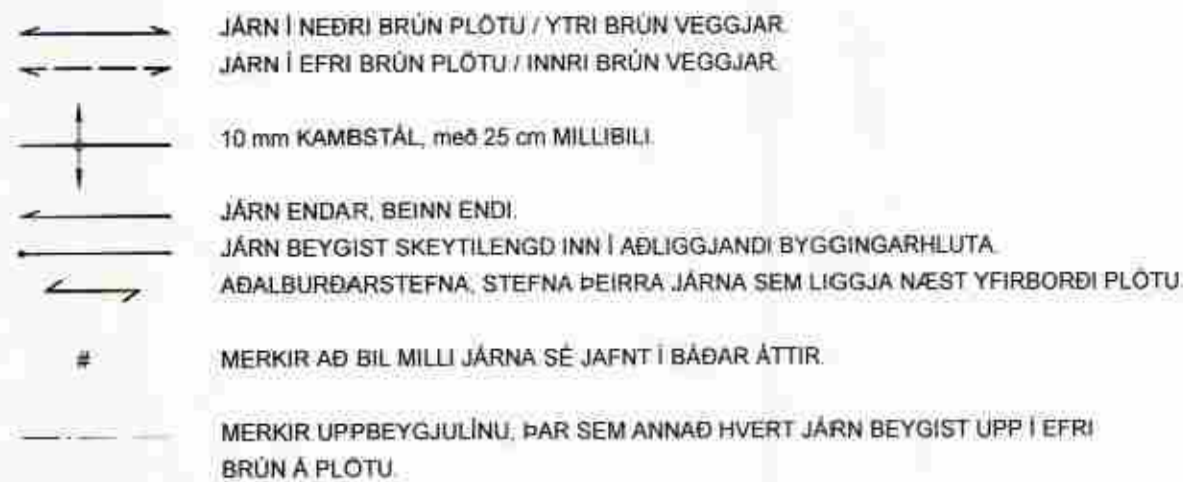 JÁRN Í NEÐRI BRÚN PLÖTU / YTRI BRÚN VEGGJAR.
JÁRN Í EFRI BRÚN PLÖTU / INNRI BRÚN VEGGJAR.
10 mm KAMBSTÁL, með 25 cm MILLIBILI.
JÁRN ENDAR, BEINN ENDI.
JÁRN BEYGIST SKEYTILENGD INN Í AÐLIGGJANDI BYGGINGARHLUTA.
AÐALBURÐARSTEFNA, STEFNA ÞEIRRA JÁRNA SEM LIGGJA NÆST YFIRBORÐI PLÖTU.
# MERKIR AÐ BIL MILLI JÁRNA SÉ JAFNT Í BÁÐAR ÁTTIR.
MERKIR UPPBEYGJULÍNU, ÞAR SEM ANNAÐ HVERT JÁRN BEYGIST UPP Í EFRI
BRÚN Á PLÖTU.